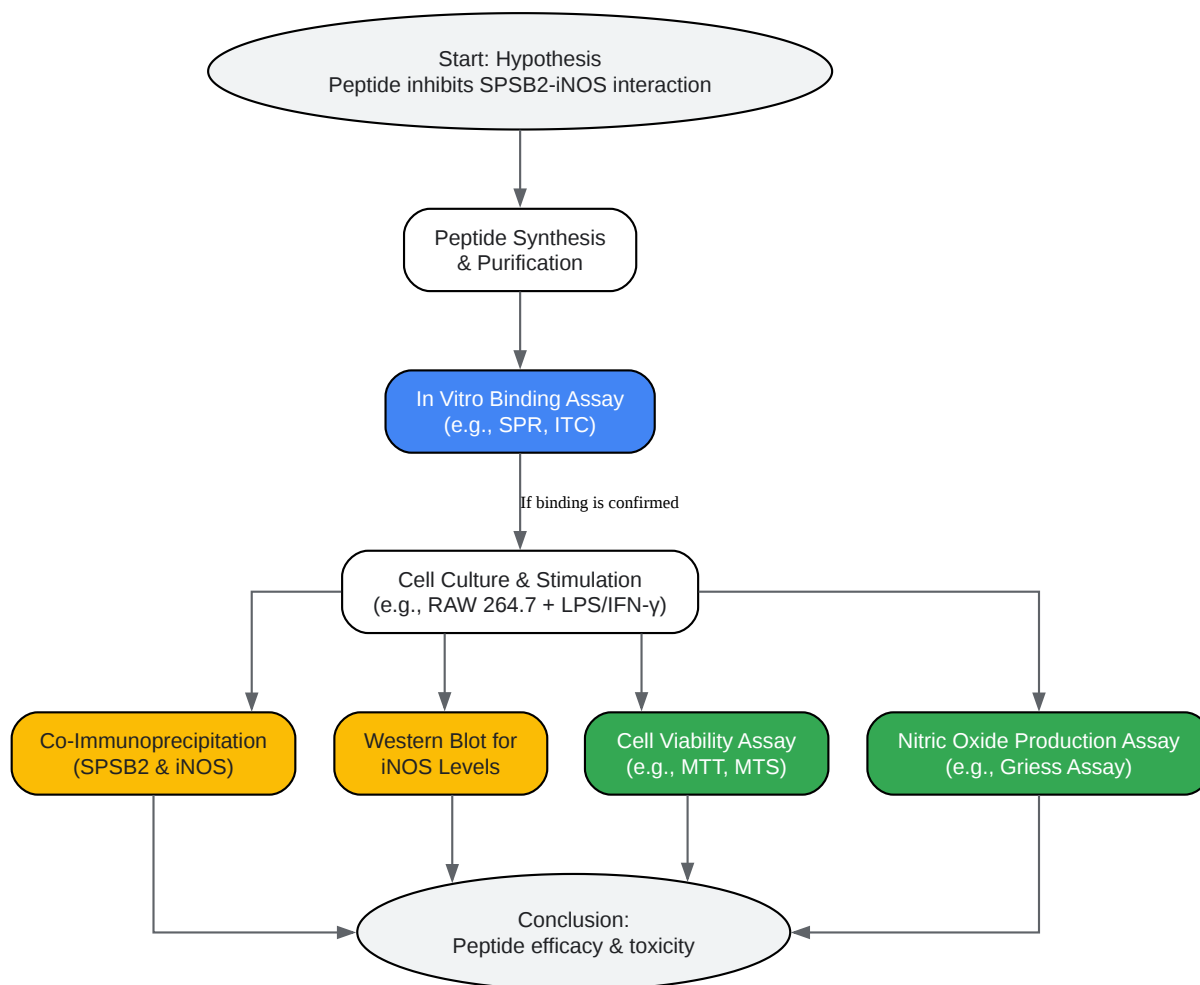 Start: Hypothesis
Peptide inhibits SPSB2-iNOS interaction
Peptide Synthesis
& Purification
In Vitro Binding Assay
(e.g., SPR, ITC)
If binding is confirmed
Cell Culture & Stimulation
(e.g., RAW 264.7 + LPS/IFN-γ)
Co-Immunoprecipitation
(SPSB2 & iNOS)
Western Blot for
iNOS Levels
Cell Viability Assay
(e.g., MTT, MTS)
Nitric Oxide Production Assay
(e.g., Griess Assay)
Conclusion:
Peptide efficacy & toxicity